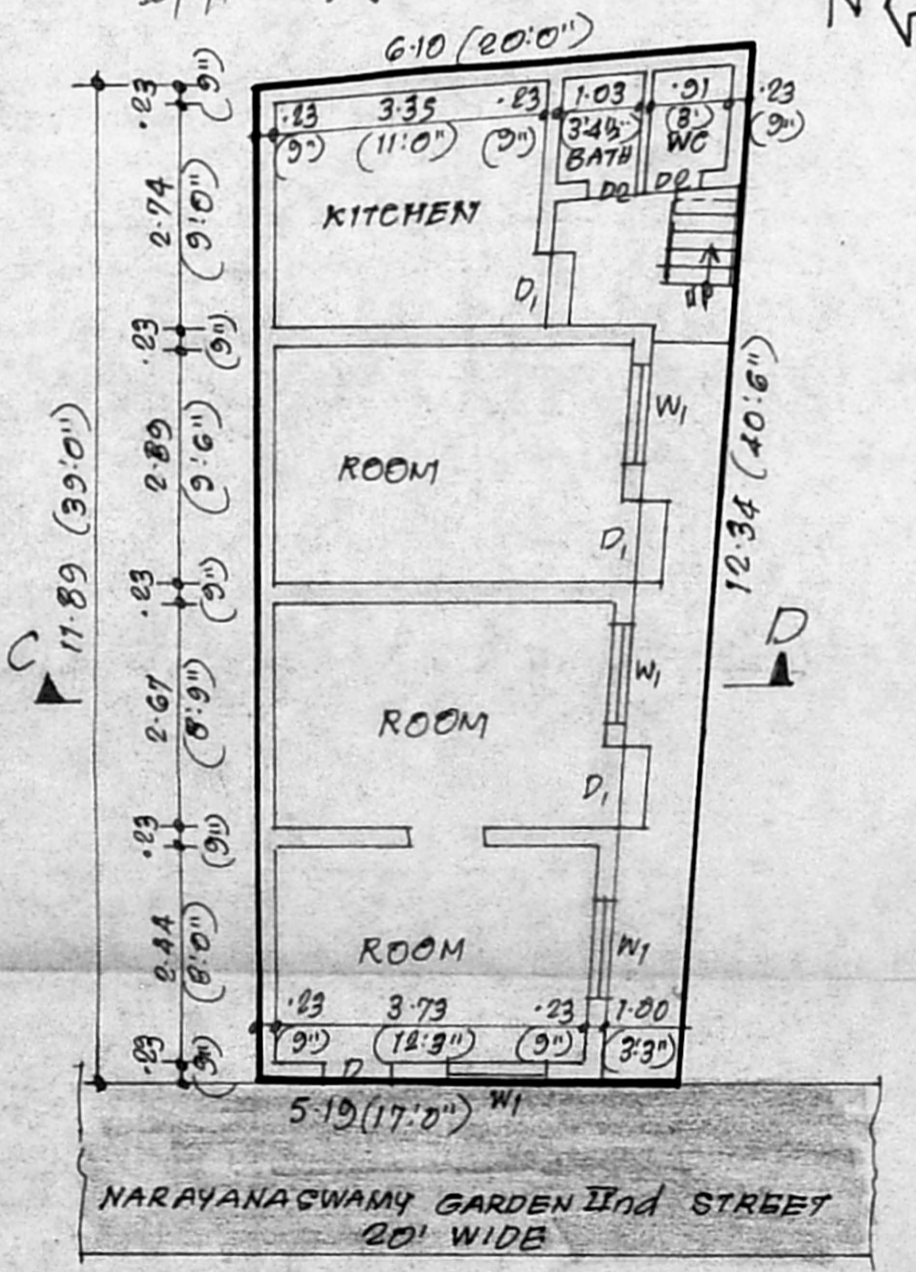 N
6.10 (20'0")
.23 (9")
.23 3.35 .23 1.03 .91 .23
(9") (11'0") (9") (3'4½") (3') (9")
BATH WC
D2 D2
2.74 (9'0")
KITCHEN
D1
UP
.23 (9")
W1
2.89 (9'6")
ROOM
D1
11.89 (39'0")
12.34 (40'6")
.23 (9")
C
D
W1
2.67 (8'9")
ROOM
D1
.23 (9")
2.44 (8'0")
ROOM
W1
.23 3.73 .23 1.00
(9") (12'3") (9") (3'3")
.23 (9")
D
5.19 (17'0") W1
NARAYANASWAMY GARDEN IInd STREET
20' WIDE